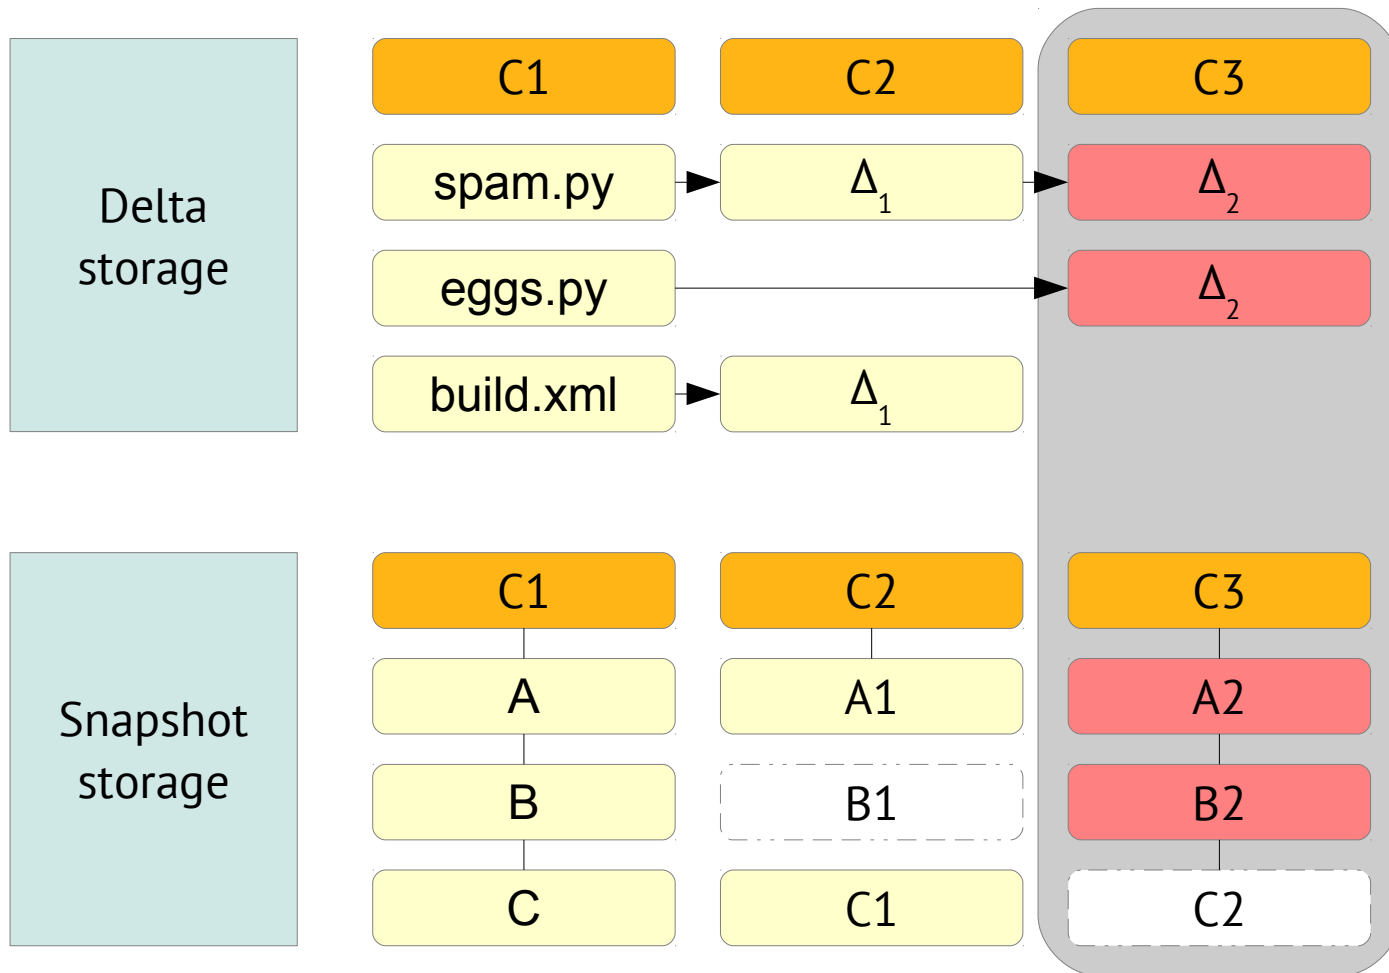 Delta
storage
C1
C2
C3
spam.py
Δ1
Δ2
eggs.py
Δ2
build.xml
Δ1
Snapshot
storage
C1
C2
C3
A
A1
A2
B
B1
B2
C
C1
C2